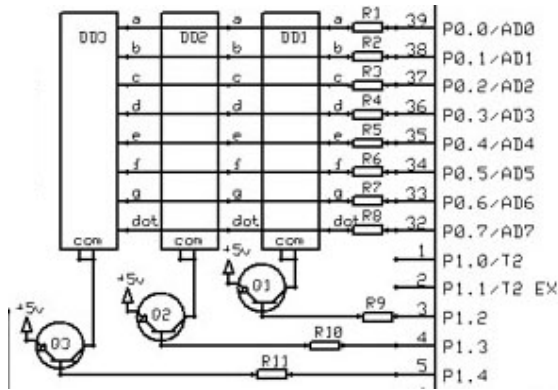 DD3 a DD2 a DD1 a R1 39 P0.0/AD0
b b b R2 38 P0.1/AD1
c c c R3 37 P0.2/AD2
d d d R4 36 P0.3/AD3
e e e R5 35 P0.4/AD4
f f f R6 34 P0.5/AD5
g g g R7 33 P0.6/AD6
dot dot dot R8 32 P0.7/AD7
com com com
1 P1.0/T2
+5v Q1 2 P1.1/T2 EX
+5v Q2 R9 3 P1.2
+5v Q3 R10 4 P1.3
R11 5 P1.4